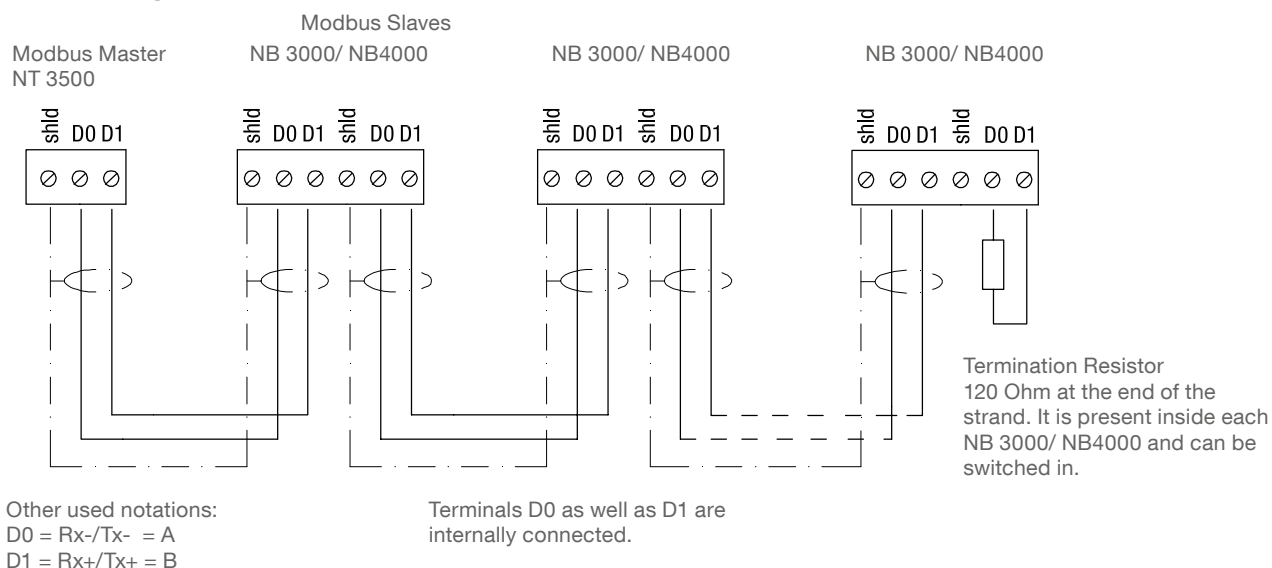 Modbus Slaves
Modbus Master
NT 3500
NB 3000/ NB4000
NB 3000/ NB4000
NB 3000/ NB4000
shld D0 D1
shld D0 D1 shld D0 D1
shld D0 D1 shld D0 D1
shld D0 D1 shld D0 D1
Termination Resistor
120 Ohm at the end of the
strand. It is present inside each
NB 3000/ NB4000 and can be
switched in.
Other used notations:
D0 = Rx-/Tx- = A
D1 = Rx+/Tx+ = B
Terminals D0 as well as D1 are
internally connected.